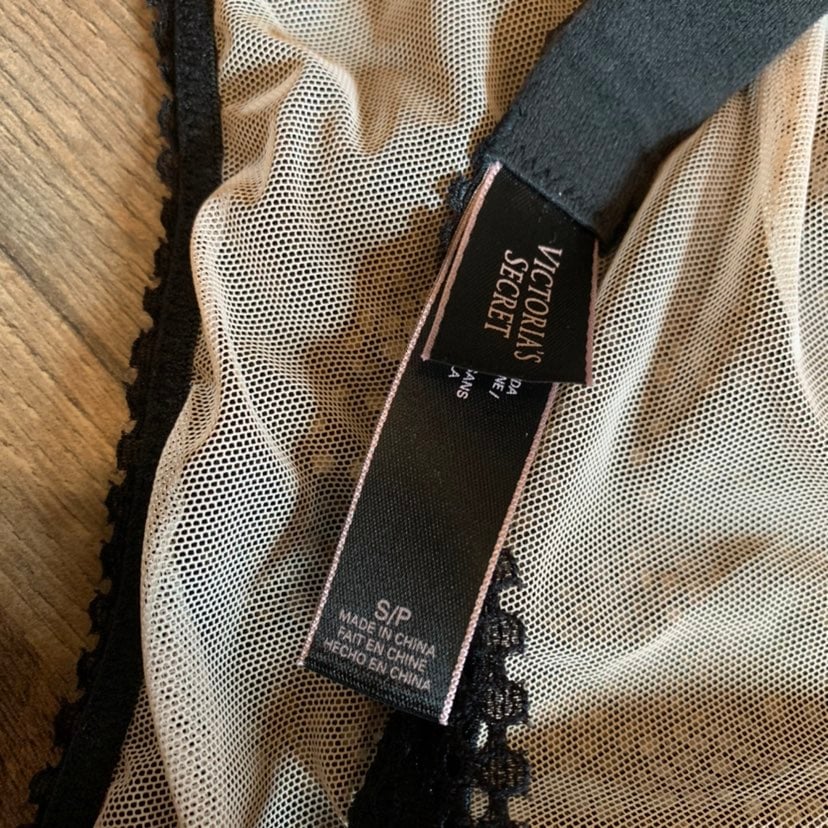 VICTORIA'S
SECRET
S/P
MADE IN CHINA
FAIT EN CHINE
HECHO EN CHINA